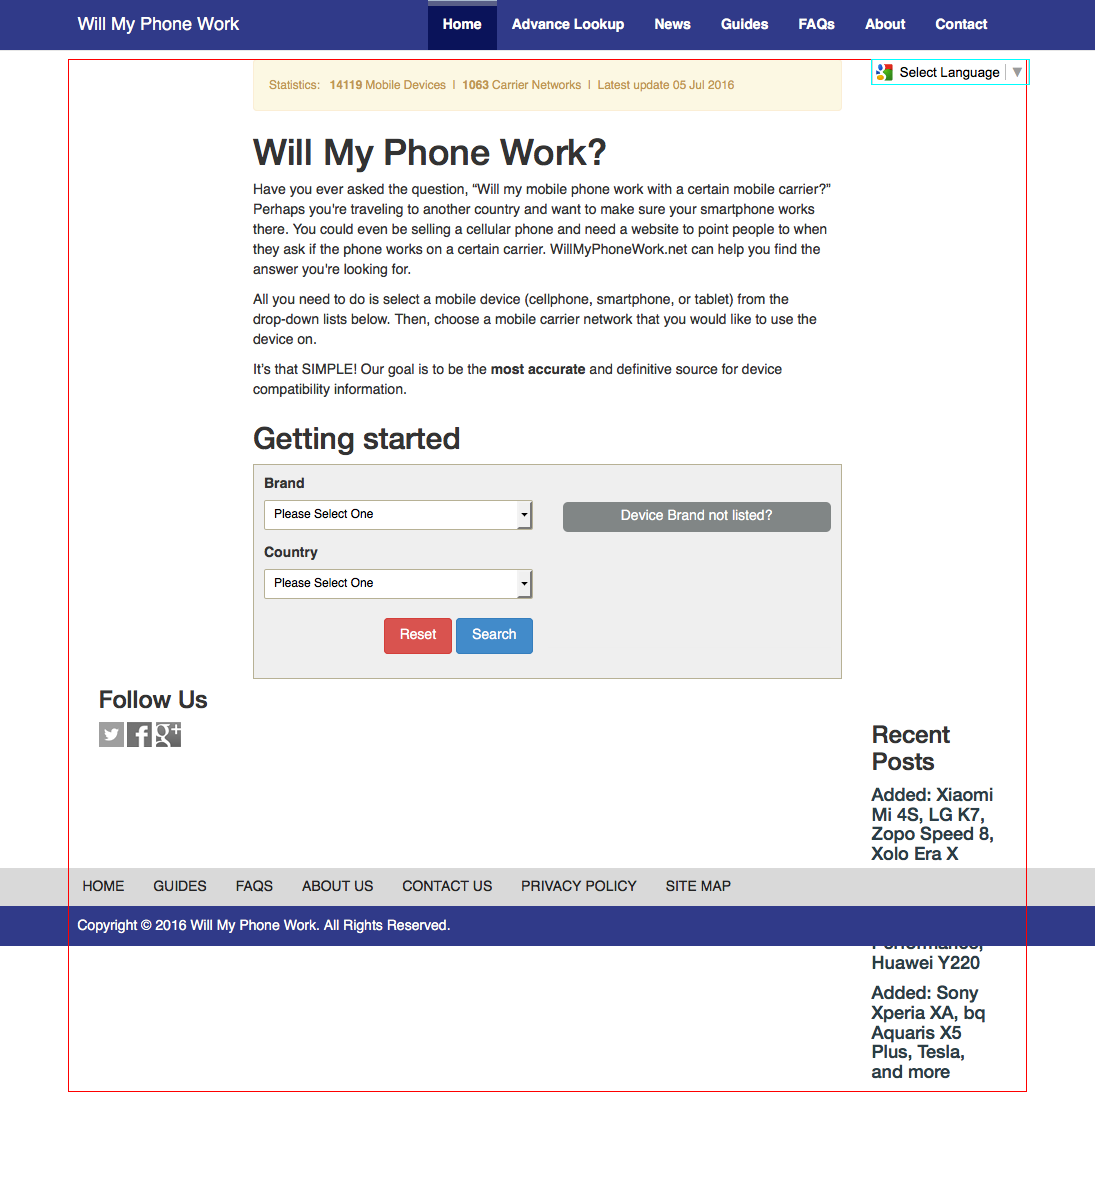 Will My Phone Work
Home Advance Lookup News Guides FAQs About Contact
Select Language ▼
Statistics: 14119 Mobile Devices | 1063 Carrier Networks | Latest update 05 Jul 2016
Will My Phone Work?
Have you ever asked the question, “Will my mobile phone work with a certain mobile carrier?”
Perhaps you're traveling to another country and want to make sure your smartphone works
there. You could even be selling a cellular phone and need a website to point people to when
they ask if the phone works on a certain carrier. WillMyPhoneWork.net can help you find the
answer you're looking for.
All you need to do is select a mobile device (cellphone, smartphone, or tablet) from the
drop-down lists below. Then, choose a mobile carrier network that you would like to use the
device on.
It’s that SIMPLE! Our goal is to be the most accurate and definitive source for device
compatibility information.
Getting started
Brand
Please Select One
Device Brand not listed?
Country
Please Select One
Reset Search
Follow Us
Recent
Posts
Added: Xiaomi
Mi 4S, LG K7,
Zopo Speed 8,
Xolo Era X
HOME GUIDES FAQS ABOUT US CONTACT US PRIVACY POLICY SITE MAP
Copyright © 2016 Will My Phone Work. All Rights Reserved.
Huawei Y220
Added: Sony
Xperia XA, bq
Aquaris X5
Plus, Tesla,
and more